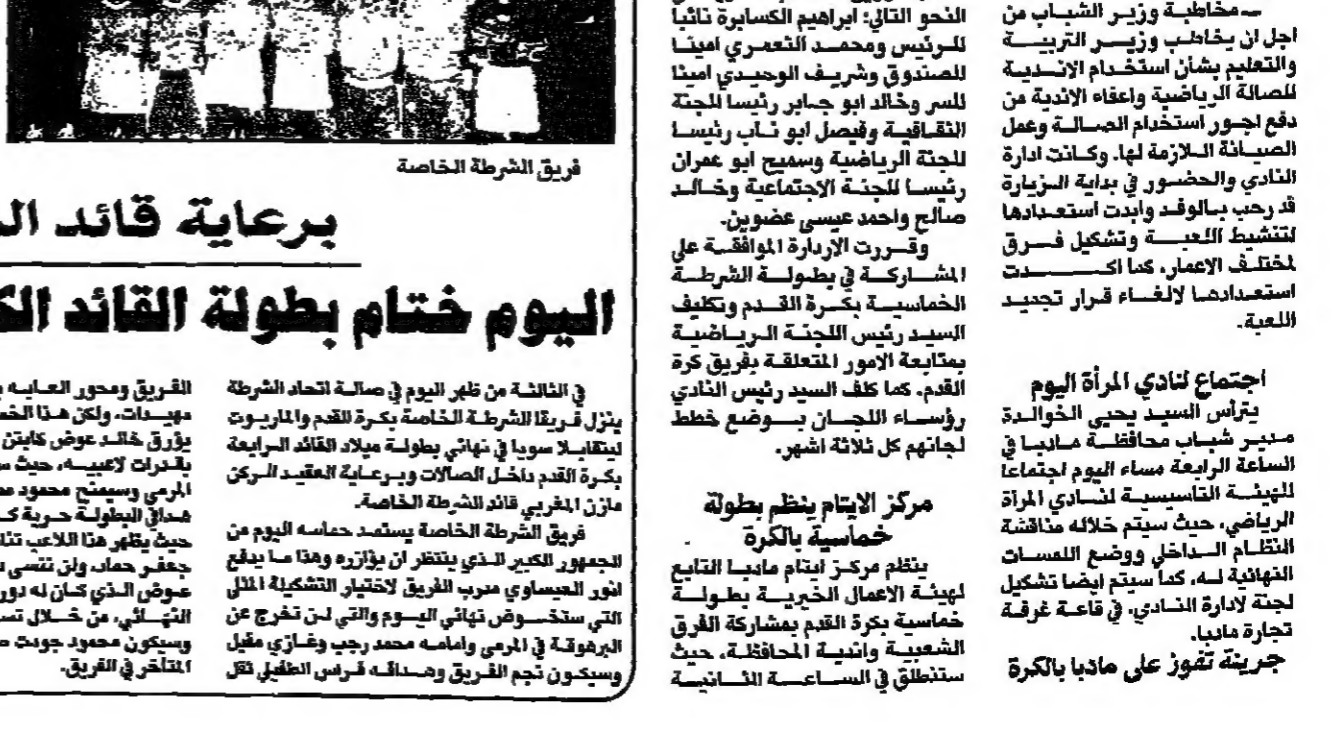 ـ مخاطبة وزير الشباب من
اجل ان يخاطب وزير التربية
والتعليم بشأن استخدام الاندية
للصالة الرياضية واعفاء الاندية من
دفع اجور استخدام الصالة وعمل
الصيانة اللازمة لها. وكانت ادارة
النادي والحضور في بداية الزيارة
قد رحب بالوفد وابدت استعدادها
لتنشيط اللعبة وتشكيل فرق
لمختلف الاعمار، كما اكدت
استعدادها لالغاء قرار تجميد
اللعبة.
اجتماع لنادي المرأة اليوم
يترأس السيد يحيى الخوالدة
مدير شباب محافظة مادبا في
الساعة الرابعة مساء اليوم اجتماعا
للهيئة التاسيسية لنادي المرأة
الرياضي، حيث سيتم خلاله مناقشة
النظام الداخلي ووضع اللمسات
النهائية له، كما سيتم ايضا تشكيل
لجنة لادارة النادي، في قاعة غرفة
تجارة مادبا.
جرينة تفوز على مادبا بالكرة
النحو التالي: ابراهيم الكسابرة نائبا
للرئيس ومحمد التعمري امينا
للصندوق وشريف الوحيدي امينا
للسر وخالد ابو جابر رئيسا للجنة
الثقافية وفيصل ابو ناب رئيسا
للجنة الرياضية وسميح ابو عمران
رئيسا للجنة الاجتماعية وخالد
صالح واحمد عيسى عضوين.
وقررت الاردارة الموافقة على
المشاركة في بطولة الشرطة
الخماسية بكرة القدم وتكليف
السيد رئيس اللجنة الرياضية
بمتابعة الامور المتعلقة بفريق كرة
القدم، كما كلف السيد رئيس النادي
رؤساء اللجان بوضع خطط
لجانهم كل ثلاثة اشهر.
مركز الايتام ينظم بطولة
خماسية بالكرة
ينظم مركز ايتام مادبا التابع
لهيئة الاعمال الخيرية بطولة
خماسية بكرة القدم بمشاركة الفرق
الشعبية واندية المحافظة، حيث
ستنطلق في الساعة الثانية
فريق الشرطة الخاصة
برعاية قائد
اليوم ختام بطولة القائد
في الثالثة من ظهر اليوم في صالة اتحاد الشرطة
ينزل فريقا الشرطة الخاصة بكرة القدم والماريوت
ليتقابلا سويا في نهائي بطولة ميلاد القائد الرابعة
بكرة القدم داخل الصالات وبرعاية العقيد الركن
مازن المغربي قائد الشرطة الخاصة.
فريق الشرطة الخاصة يستمد حماسه اليوم من
الجمهور الكبير الذي ينتظر ان يؤازره وهذا ما يدفع
انور العيساوي مدرب الفريق لاختيار التشكيلة المثلى
التي ستخوض نهائي اليوم والتي لن تخرج عن
البرهوقة في المرمى وامامه محمد رجب وغازي مقبل
وسيكون نجم الفريق وهدافه فراس الطفيلي ثقل
الفريق ومحور العابه
مهيدات، ولكن هذا
يؤرق خالد عوض كابتن
بقدرات لاعبيه، حيث
المرمى وسيمنح محمود
هدافي البطولة حرية
حيث يظهر هذا اللاعب
جعفر حماد، ولن ننسى
عوض الذي كان له دور
النهائي، من خلال
وسيكون محمود جودت
المتأخر في الفريق.